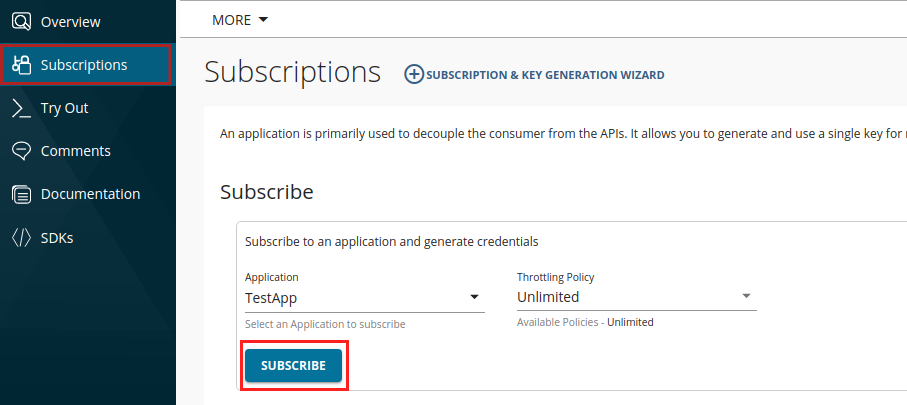 Overview
Subscriptions
Try Out
Comments
Documentation
SDKs
MORE
Subscriptions
SUBSCRIPTION & KEY GENERATION WIZARD
An application is primarily used to decouple the consumer from the APIs. It allows you to generate and use a single key for
Subscribe
Subscribe to an application and generate credentials
Application
Throttling Policy
TestApp
Unlimited
Select an Application to subscribe
Available Policies - Unlimited
SUBSCRIBE